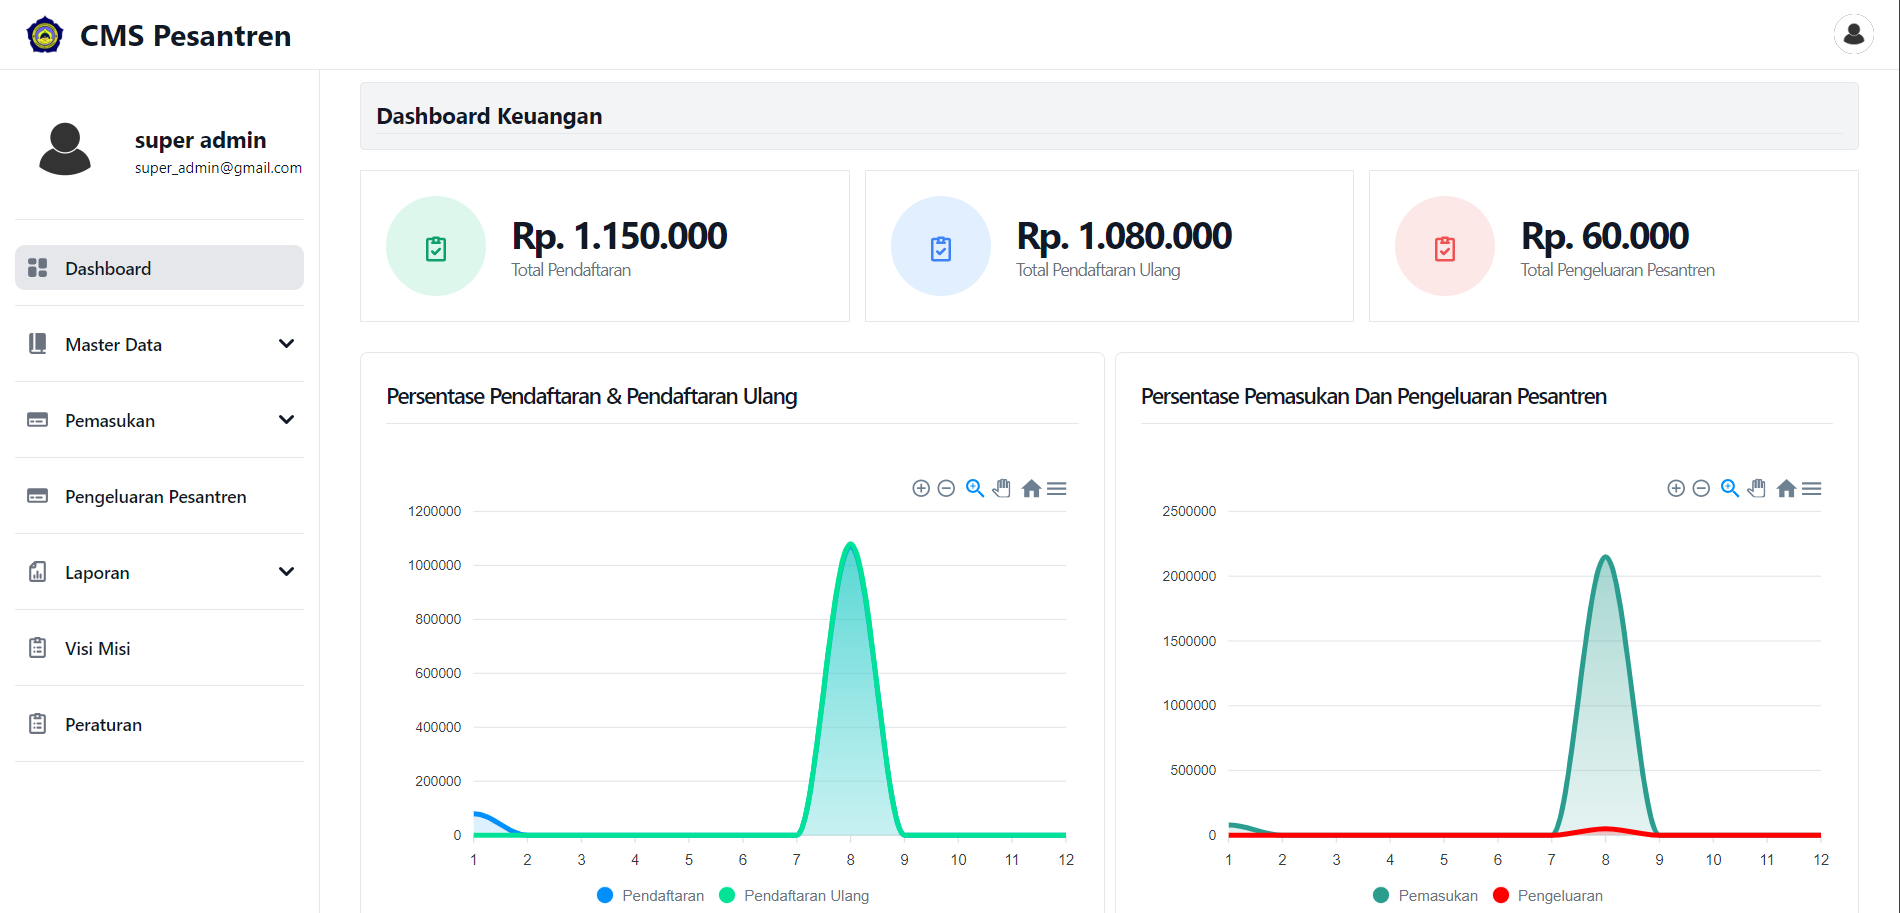 CMS Pesantren
super admin
super_admin@gmail.com
Dashboard
Master Data
Pemasukan
Pengeluaran Pesantren
Laporan
Visi Misi
Peraturan
Dashboard Keuangan
Rp. 1.150.000
Total Pendaftaran
Rp. 1.080.000
Total Pendaftaran Ulang
Rp. 60.000
Total Pengeluaran Pesantren
Persentase Pendaftaran & Pendaftaran Ulang
1200000
1000000
800000
600000
400000
200000
0
1 2 3 4 5 6 7 8 9 10 11 12
Pendaftaran Pendaftaran Ulang
Persentase Pemasukan Dan Pengeluaran Pesantren
2500000
2000000
1500000
1000000
500000
0
1 2 3 4 5 6 7 8 9 10 11 12
Pemasukan Pengeluaran